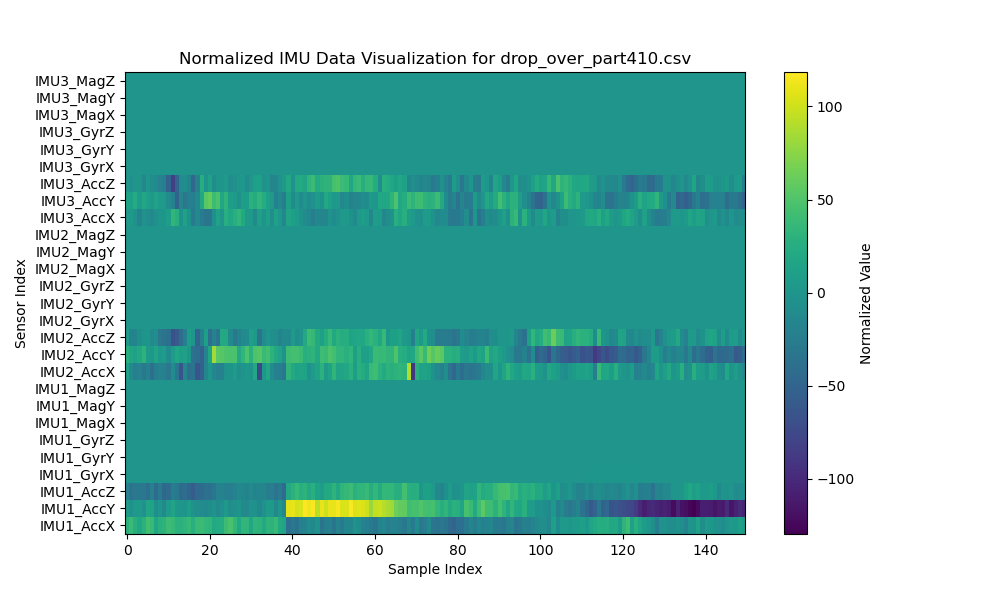 Normalized IMU Data Visualization for drop_over_part410.csv
IMU3_MagZ
IMU3_MagY
IMU3_MagX
IMU3_GyrZ
IMU3_GyrY
IMU3_GyrX
IMU3_AccZ
IMU3_AccY
IMU3_AccX
IMU2_MagZ
IMU2_MagY
IMU2_MagX
IMU2_GyrZ
IMU2_GyrY
IMU2_GyrX
IMU2_AccZ
IMU2_AccY
IMU2_AccX
IMU1_MagZ
IMU1_MagY
IMU1_MagX
IMU1_GyrZ
IMU1_GyrY
IMU1_GyrX
IMU1_AccZ
IMU1_AccY
IMU1_AccX
Sensor Index
0 20 40 60 80 100 120 140
Sample Index
100
50
0
−50
−100
Normalized Value